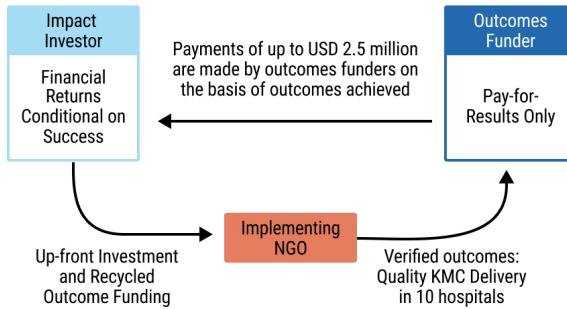 Impact
Investor
Financial
Returns
Conditional on
Success
Payments of up to USD 2.5 million
are made by outcomes funders on
the basis of outcomes achieved
Outcomes
Funder
Pay-for-
Results Only
Up-front Investment
and Recycled
Outcome Funding
Implementing
NGO
Verified outcomes:
Quality KMC Delivery
in 10 hospitals